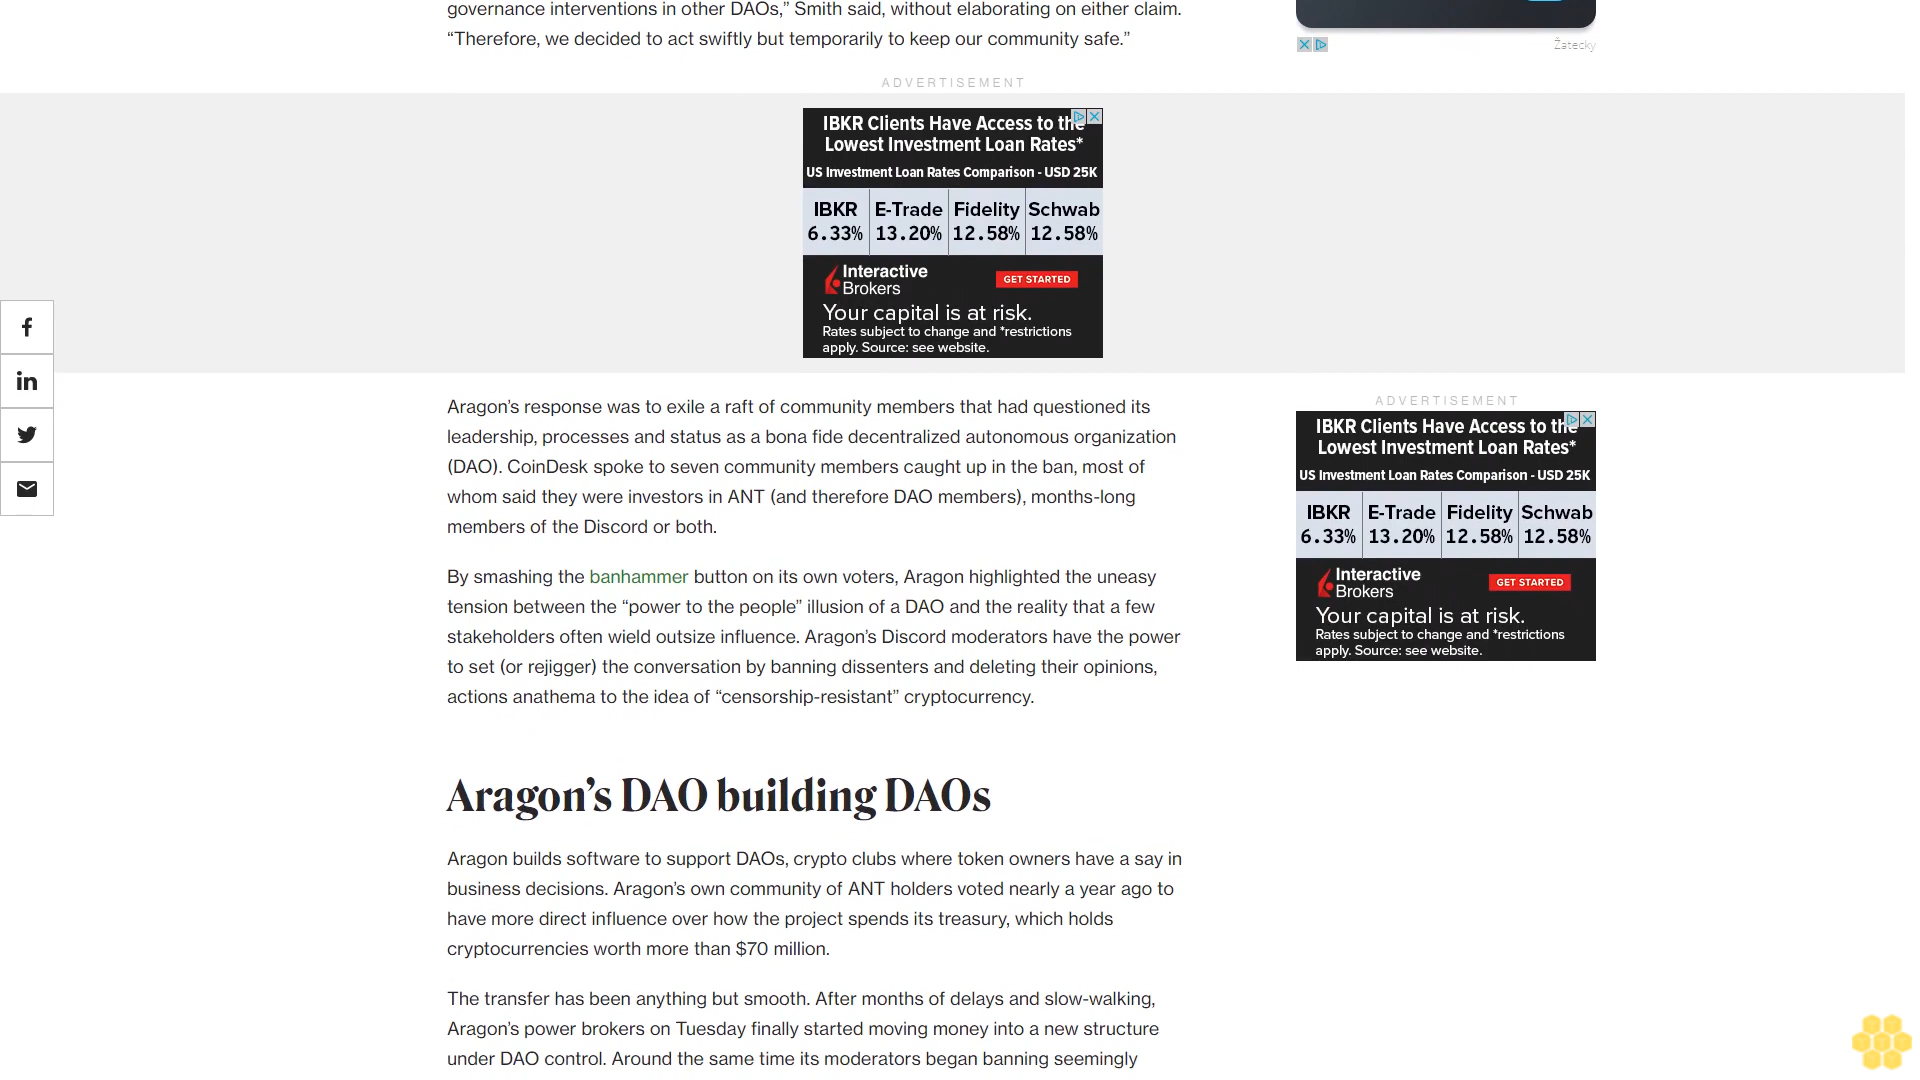 governance interventions in other DAOs,” Smith said, without elaborating on either claim.
“Therefore, we decided to act swiftly but temporarily to keep our community safe.”
Žatecky
ADVERTISEMENT
IBKR Clients Have Access to the
Lowest Investment Loan Rates*
US Investment Loan Rates Comparison - USD 25K
IBKR E-Trade Fidelity Schwab
6.33% 13.20% 12.58% 12.58%
Interactive
Brokers
GET STARTED
Your capital is at risk.
Rates subject to change and *restrictions
apply. Source: see website.
Aragon’s response was to exile a raft of community members that had questioned its
leadership, processes and status as a bona fide decentralized autonomous organization
(DAO). CoinDesk spoke to seven community members caught up in the ban, most of
whom said they were investors in ANT (and therefore DAO members), months-long
members of the Discord or both.
By smashing the banhammer button on its own voters, Aragon highlighted the uneasy
tension between the “power to the people” illusion of a DAO and the reality that a few
stakeholders often wield outsize influence. Aragon’s Discord moderators have the power
to set (or rejigger) the conversation by banning dissenters and deleting their opinions,
actions anathema to the idea of “censorship-resistant” cryptocurrency.
Aragon’s DAO building DAOs
Aragon builds software to support DAOs, crypto clubs where token owners have a say in
business decisions. Aragon’s own community of ANT holders voted nearly a year ago to
have more direct influence over how the project spends its treasury, which holds
cryptocurrencies worth more than $70 million.
The transfer has been anything but smooth. After months of delays and slow-walking,
Aragon’s power brokers on Tuesday finally started moving money into a new structure
under DAO control. Around the same time its moderators began banning seemingly
ADVERTISEMENT
IBKR Clients Have Access to the
Lowest Investment Loan Rates*
US Investment Loan Rates Comparison - USD 25K
IBKR E-Trade Fidelity Schwab
6.33% 13.20% 12.58% 12.58%
Interactive
Brokers
GET STARTED
Your capital is at risk.
Rates subject to change and *restrictions
apply. Source: see website.